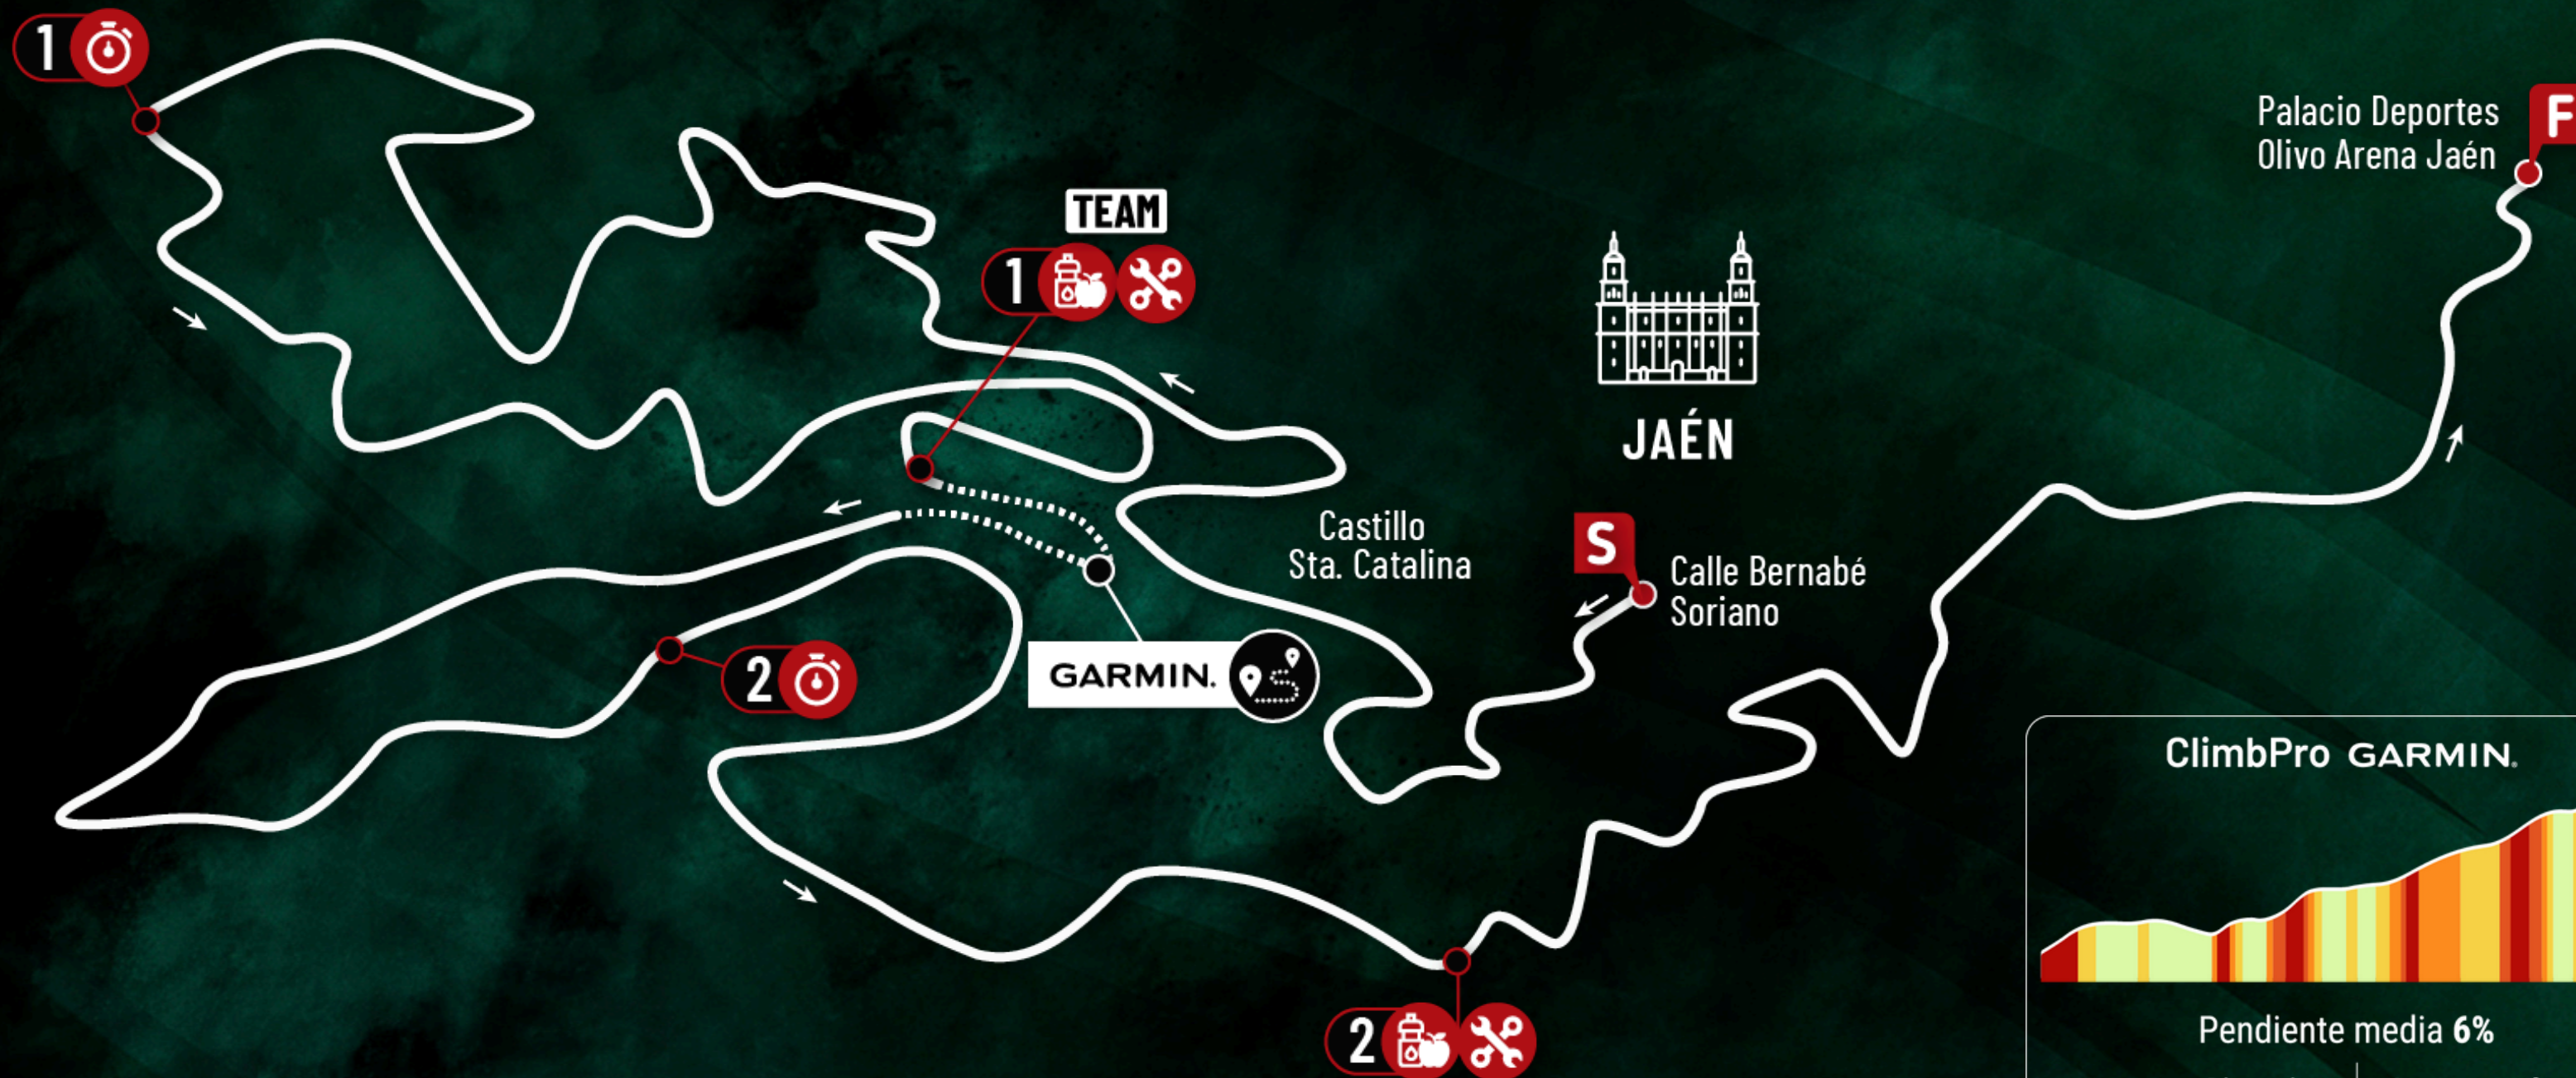 1
Palacio Deportes
Olivo Arena Jaén
F
TEAM
1
JAÉN
Castillo
Sta. Catalina
S
Calle Bernabé
Soriano
2
GARMIN.
ClimbPro GARMIN.
Pendiente media 6%
2